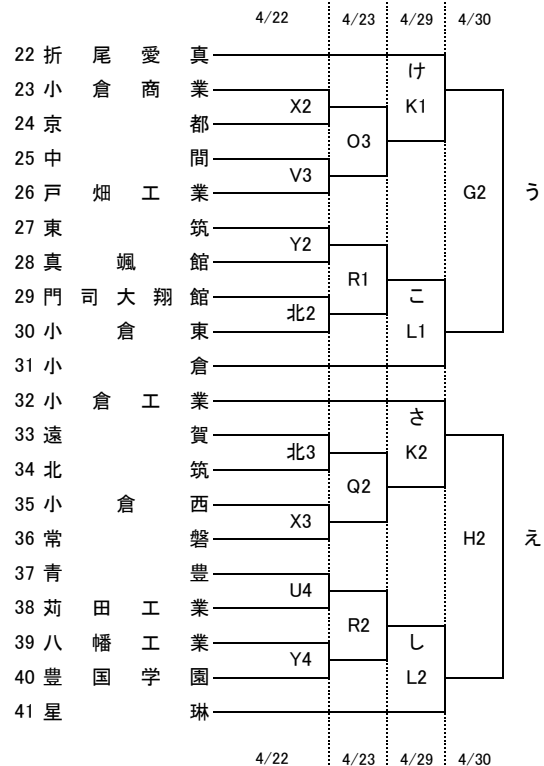 4/22 4/23 4/29 4/30
22 折尾愛真
け
23 小倉商業
X2 K1
24 京都
O3
25 中間
V3
26 戸畑工業 G2 う
27 東筑
Y2
28 真颯館
R1
29 門司大翔館 こ
北2
30 小倉東 L1
31 小倉
32 小倉工業
さ
33 遠賀
北3 K2
34 北筑
Q2
35 小倉西
X3
36 常磐 H2 え
37 青豊
U4
38 苅田工業
R2
39 八幡工業 し
Y4
40 豊国学園 L2
41 星琳
4/22 4/23 4/29 4/30